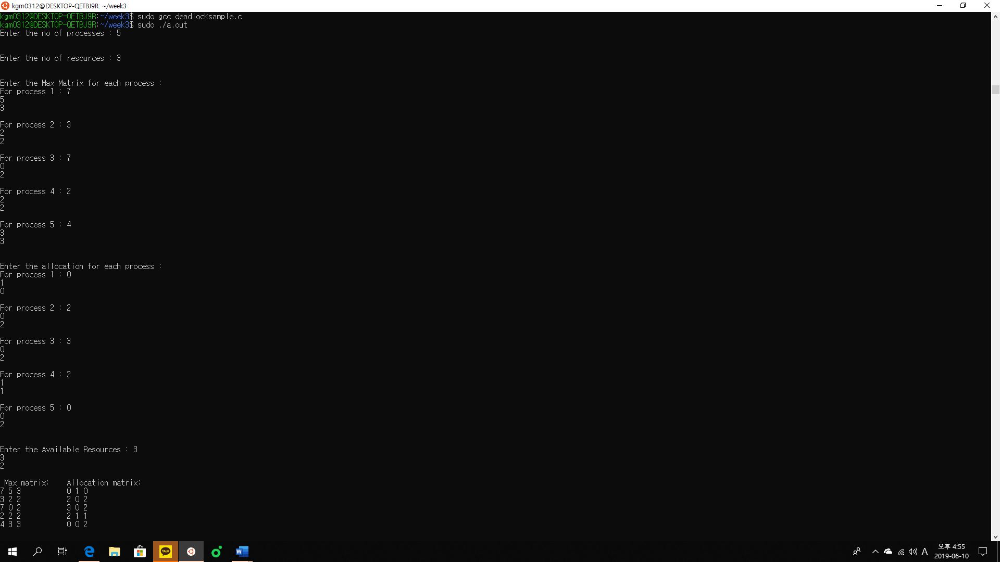 kgm0312@DESKTOP-QETBJ9R: ~/week3
kgm0312@DESKTOP-QETBJ9R:~/week3$ sudo gcc deadlocksample.c
kgm0312@DESKTOP-QETBJ9R:~/week3$ sudo ./a.out
Enter the no of processes : 5
Enter the no of resources : 3
Enter the Max Matrix for each process :
For process 1 : 7
5
3
For process 2 : 3
2
2
For process 3 : 7
0
2
For process 4 : 2
2
2
For process 5 : 4
3
3
Enter the allocation for each process :
For process 1 : 0
1
0
For process 2 : 2
0
2
For process 3 : 3
0
2
For process 4 : 2
1
1
For process 5 : 0
0
2
Enter the Available Resources : 3
3
2
Max matrix: Allocation matrix:
7 5 3 0 1 0
3 2 2 2 0 2
7 0 2 3 0 2
2 2 2 2 1 1
4 3 3 0 0 2
TALK
W
A
오후 4:55
2019-06-10